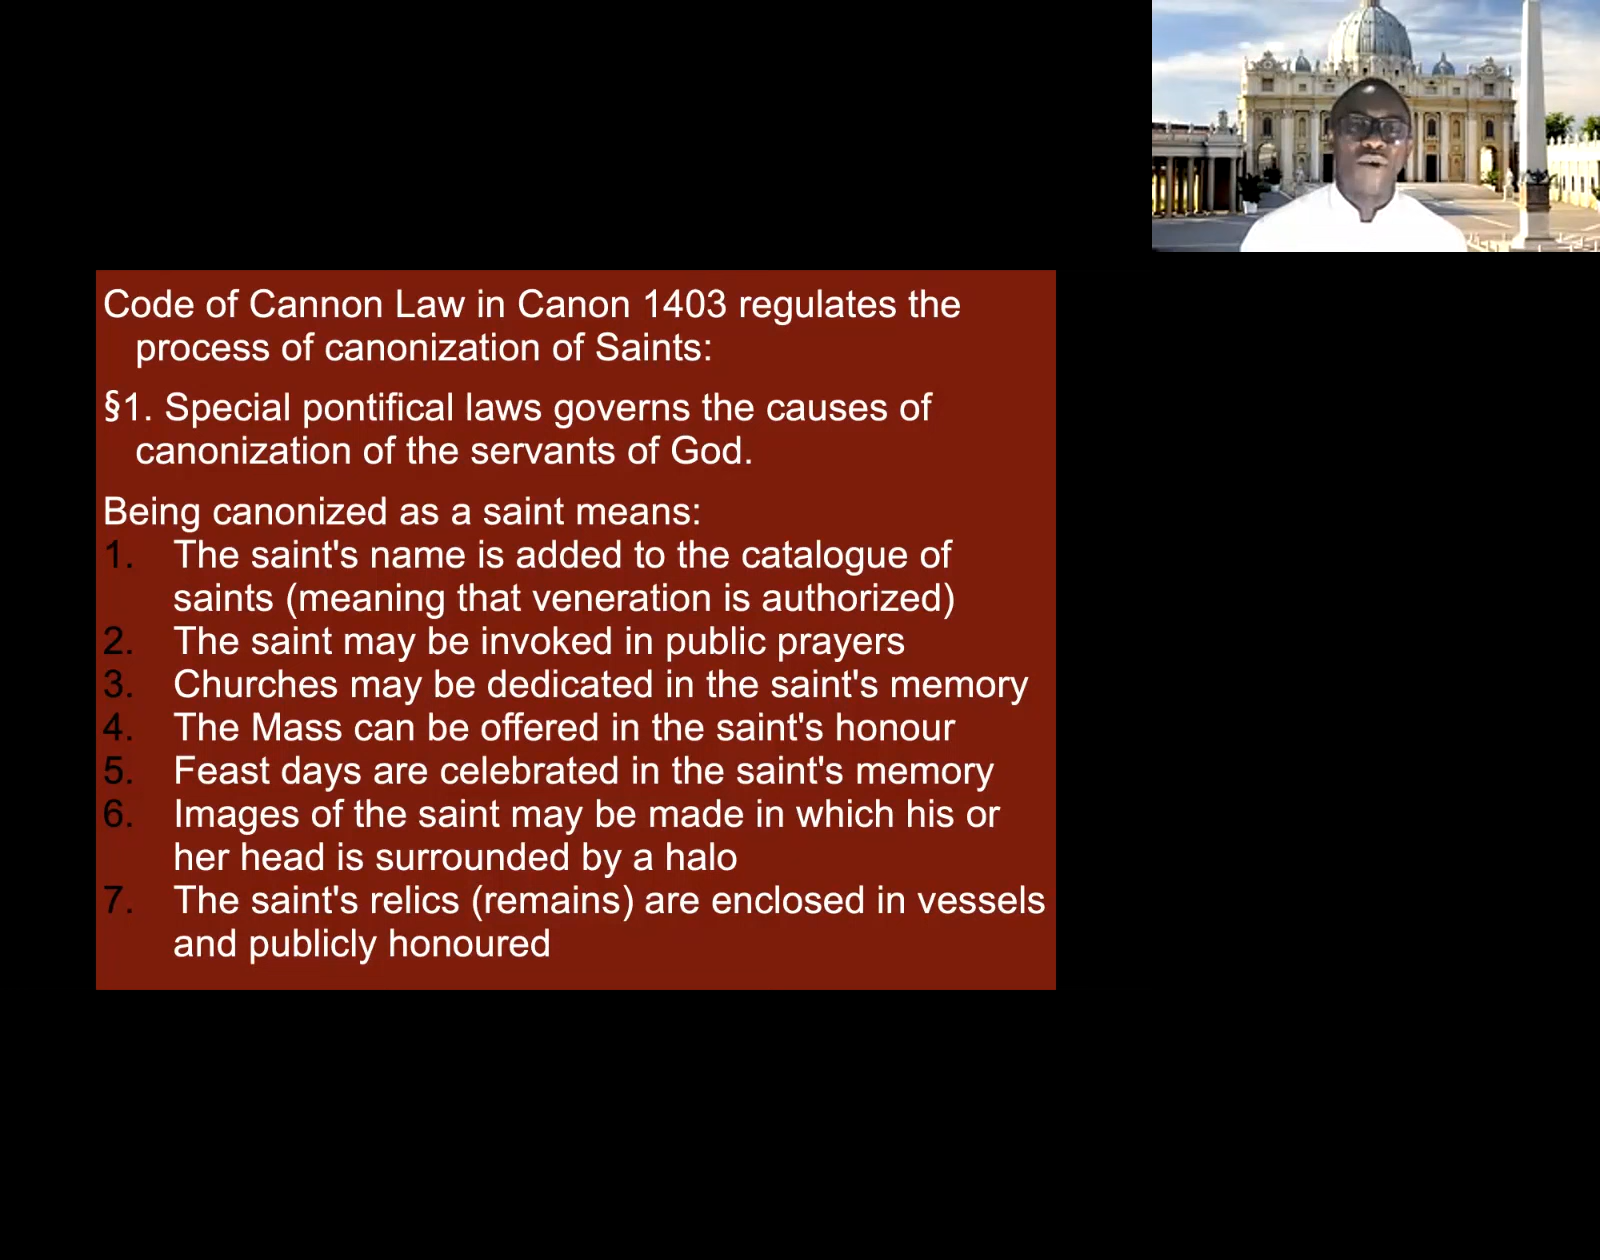 Code of Cannon Law in Canon 1403 regulates the
process of canonization of Saints:
§1. Special pontifical laws governs the causes of
canonization of the servants of God.
Being canonized as a saint means:
1. The saint's name is added to the catalogue of
saints (meaning that veneration is authorized)
2. The saint may be invoked in public prayers
3. Churches may be dedicated in the saint's memory
4. The Mass can be offered in the saint's honour
5. Feast days are celebrated in the saint's memory
6. Images of the saint may be made in which his or
her head is surrounded by a halo
7. The saint's relics (remains) are enclosed in vessels
and publicly honoured